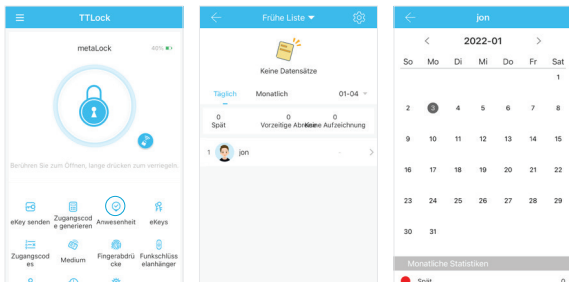 TTLock
metaLock
46%
Berühren Sie zum Öffnen, lange drücken zum verriegeln.
eKey senden
Zugangscod
e generieren
Anwesenheit
eKeys
Zugangscod
es
Medium
Fingerabdrü
cke
Funkschlüss
elanhänger
Frühe Liste
Keine Datensätze
Täglich
Monatlich
01-04
0
Spät
0
Vorzeitige Abreise
0
Keine Aufzeichnung
1
jon
-
jon
< 2022-01 >
So Mo Di Mi Do Fr Sat
1
2 3 4 5 6 7 8
9 10 11 12 13 14 15
16 17 18 19 20 21 22
23 24 25 26 27 28 29
30 31
Monatliche Statistiken
Spät 0